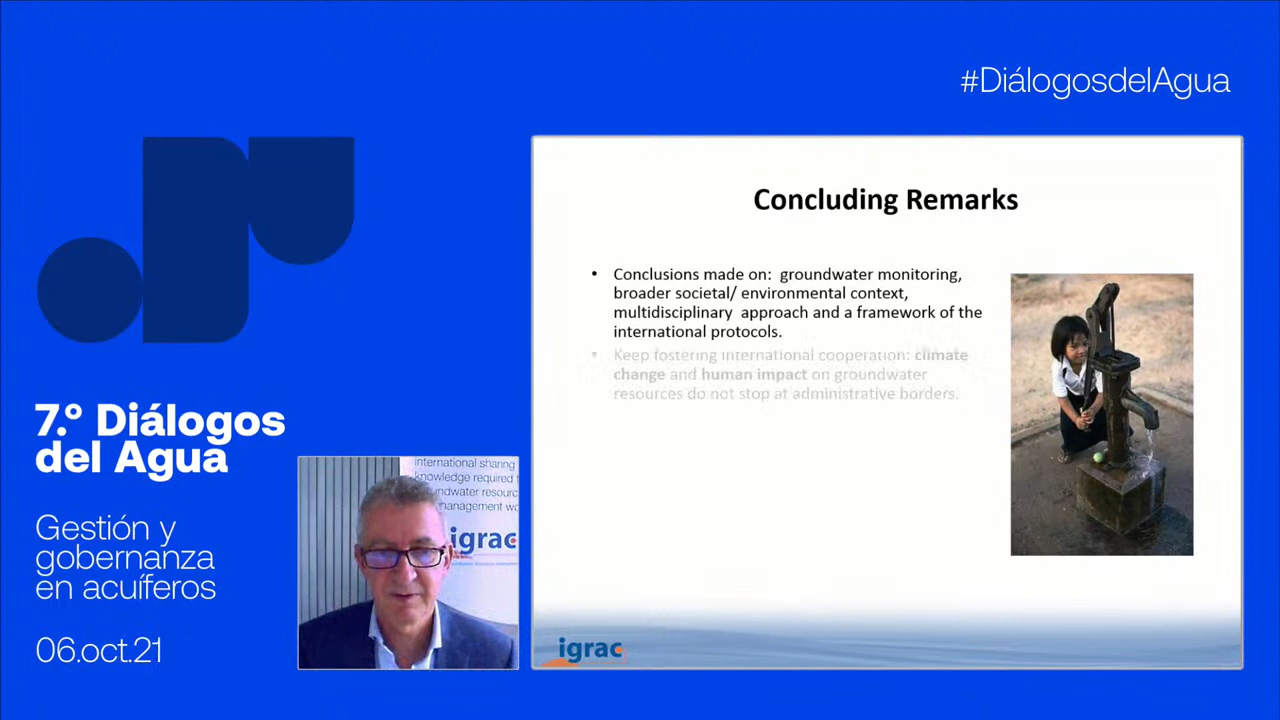 #DiálogosdelAgua
7.º Diálogos
del Agua
Gestión y
gobernanza
en acuíferos
06.oct.21
international sharing
knowledge required
management
igrac
Concluding Remarks
• Conclusions made on: groundwater monitoring,
broader societal/ environmental context,
multidisciplinary approach and a framework of the
international protocols.
• Keep fostering international cooperation: climate
change and human impact on groundwater
resources do not stop at administrative borders.
igrac